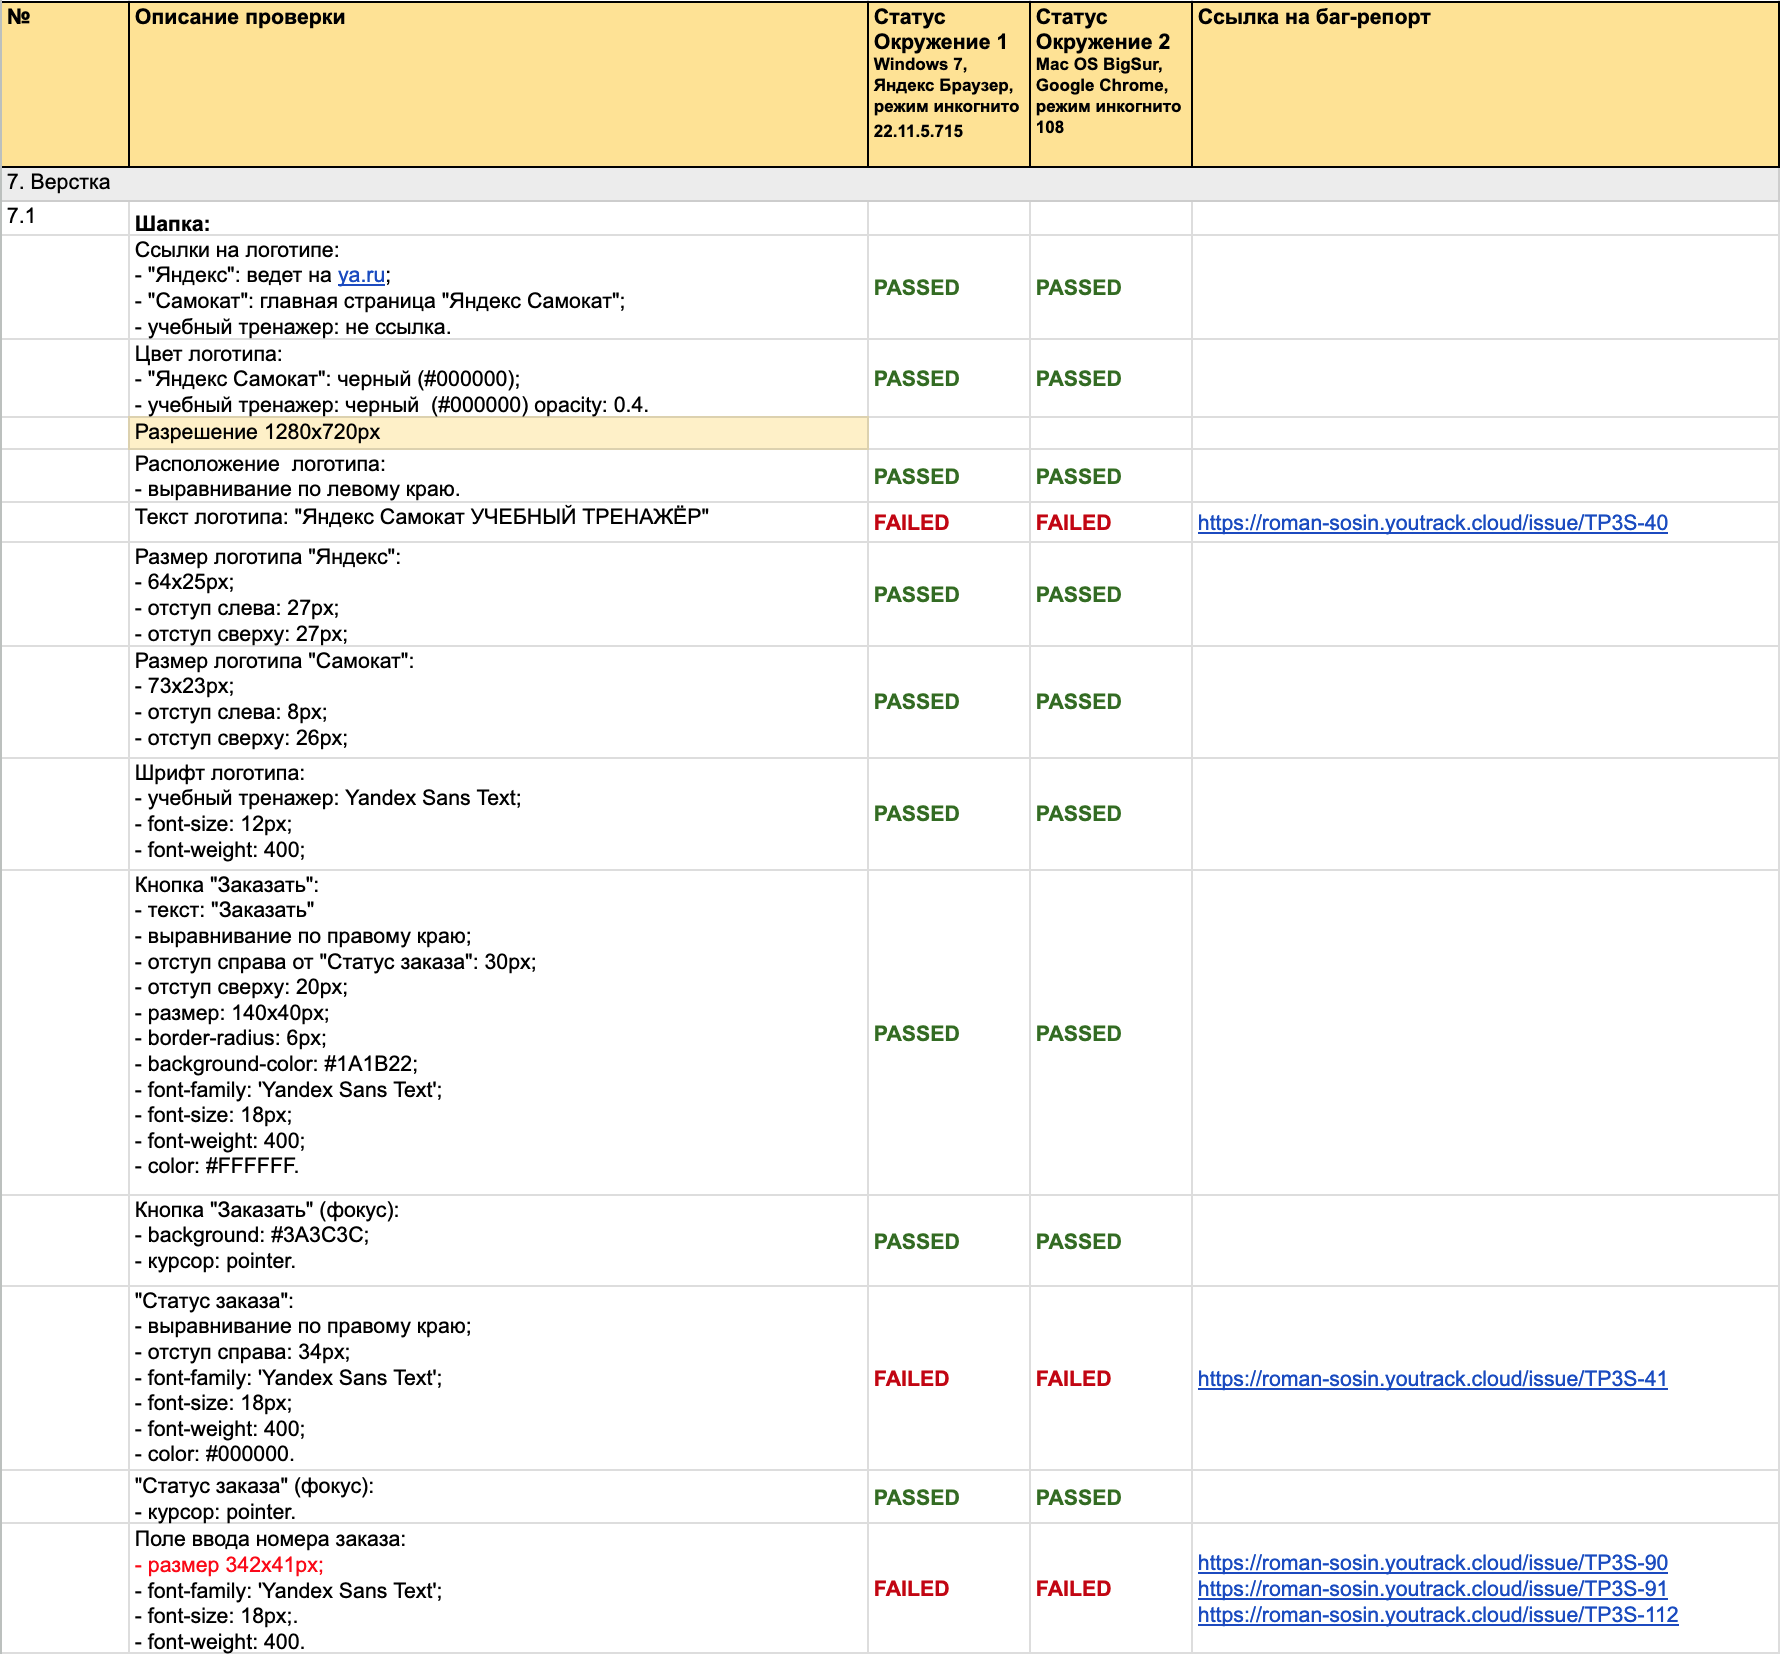 №
Описание проверки
Статус
Окружение 1
Windows 7,
Яндекс Браузер,
режим инкогнито
22.11.5.715
Статус
Окружение 2
Mac OS BigSur,
Google Chrome,
режим инкогнито
108
Ссылка на баг-репорт
7. Верстка
7.1
Шапка:
Ссылки на логотипе:
- "Яндекс": ведет на ya.ru;
- "Самокат": главная страница "Яндекс Самокат";
- учебный тренажер: не ссылка.
PASSED
PASSED
Цвет логотипа:
- "Яндекс Самокат": черный (#000000);
- учебный тренажер: черный  (#000000) opacity: 0.4.
PASSED
PASSED
Разрешение 1280x720px
Расположение  логотипа:
- выравнивание по левому краю.
PASSED
PASSED
Текст логотипа: "Яндекс Самокат УЧЕБНЫЙ ТРЕНАЖЁР"
FAILED
FAILED
https://roman-sosin.youtrack.cloud/issue/TP3S-40
Размер логотипа "Яндекс":
- 64x25px;
- отступ слева: 27px;
- отступ сверху: 27px;
PASSED
PASSED
Размер логотипа "Самокат":
- 73x23px;
- отступ слева: 8px;
- отступ сверху: 26px;
PASSED
PASSED
Шрифт логотипа:
- учебный тренажер: Yandex Sans Text;
- font-size: 12px;
- font-weight: 400;
PASSED
PASSED
Кнопка "Заказать":
- текст: "Заказать"
- выравнивание по правому краю;
- отступ справа от "Статус заказа": 30px;
- отступ сверху: 20px;
- размер: 140x40px;
- border-radius: 6px;
- background-color: #1A1B22;
- font-family: 'Yandex Sans Text';
- font-size: 18px;
- font-weight: 400;
- color: #FFFFFF.
PASSED
PASSED
Кнопка "Заказать" (фокус):
- background: #3A3C3C;
- курсор: pointer.
PASSED
PASSED
"Статус заказа":
- выравнивание по правому краю;
- отступ справа: 34px;
- font-family: 'Yandex Sans Text';
- font-size: 18px;
- font-weight: 400;
- color: #000000.
FAILED
FAILED
https://roman-sosin.youtrack.cloud/issue/TP3S-41
"Статус заказа" (фокус):
- курсор: pointer.
PASSED
PASSED
Поле ввода номера заказа:
- размер 342x41px;
- font-family: 'Yandex Sans Text';
- font-size: 18px;.
- font-weight: 400.
FAILED
FAILED
https://roman-sosin.youtrack.cloud/issue/TP3S-90
https://roman-sosin.youtrack.cloud/issue/TP3S-91
https://roman-sosin.youtrack.cloud/issue/TP3S-112